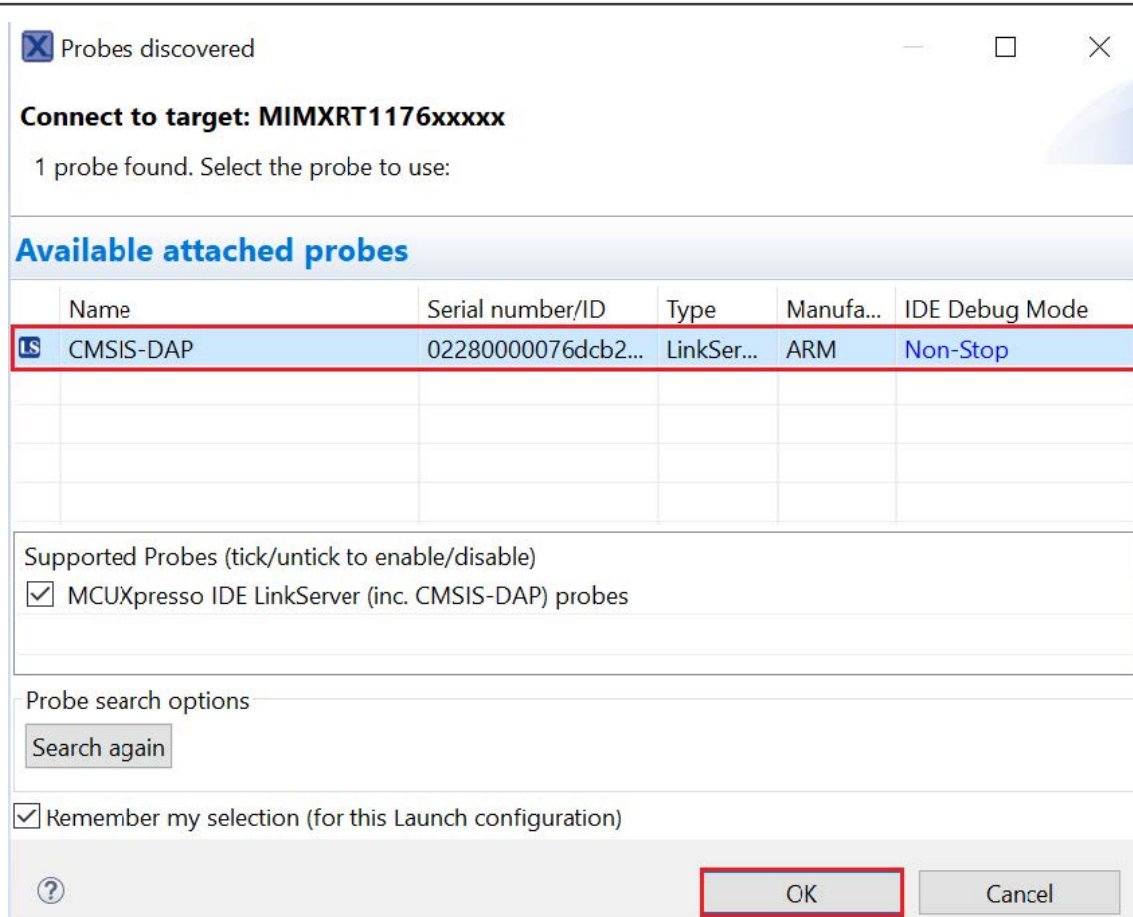 Probes discovered
Connect to target: MIMXRT1176xxxxx
1 probe found. Select the probe to use:
Available attached probes
Name Serial number/ID Type Manufa... IDE Debug Mode
LS CMSIS-DAP 02280000076dcb2... LinkSer... ARM Non-Stop
Supported Probes (tick/untick to enable/disable)
MCUXpresso IDE LinkServer (inc. CMSIS-DAP) probes
Probe search options
Search again
Remember my selection (for this Launch configuration)
? OK Cancel